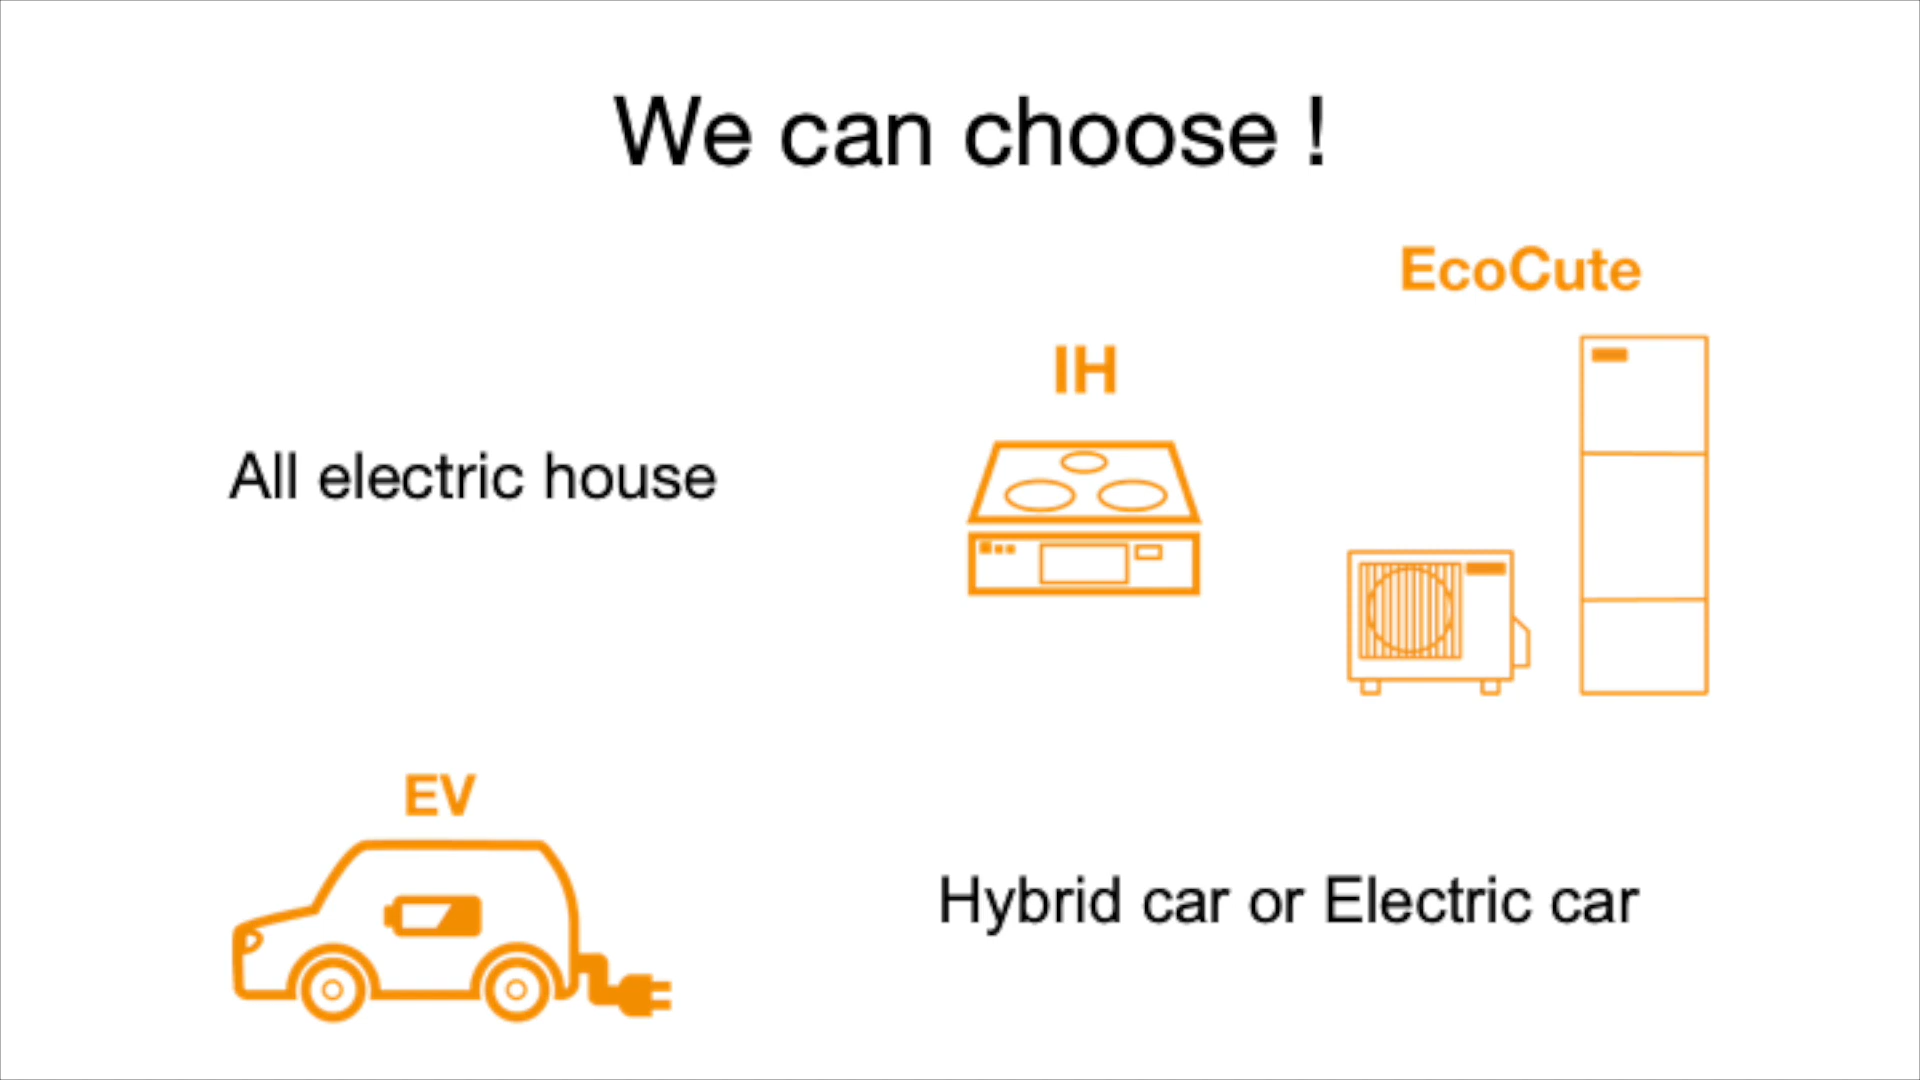 We can choose !
EcoCute
IH
All electric house
EV
Hybrid car or Electric car